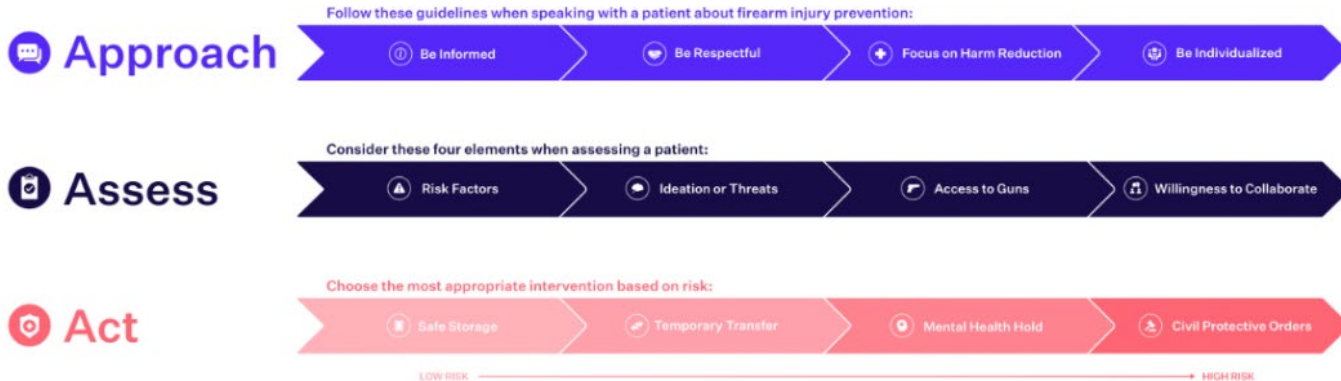 Follow these guidelines when speaking with a patient about firearm injury prevention:
Approach
Be Informed
Be Respectful
Focus on Harm Reduction
Be Individualized
Consider these four elements when assessing a patient:
Assess
Risk Factors
Ideation or Threats
Access to Guns
Willingness to Collaborate
Choose the most appropriate intervention based on risk:
Act
Safe Storage
Temporary Transfer
Mental Health Hold
Civil Protective Orders
LOW RISK
HIGH RISK